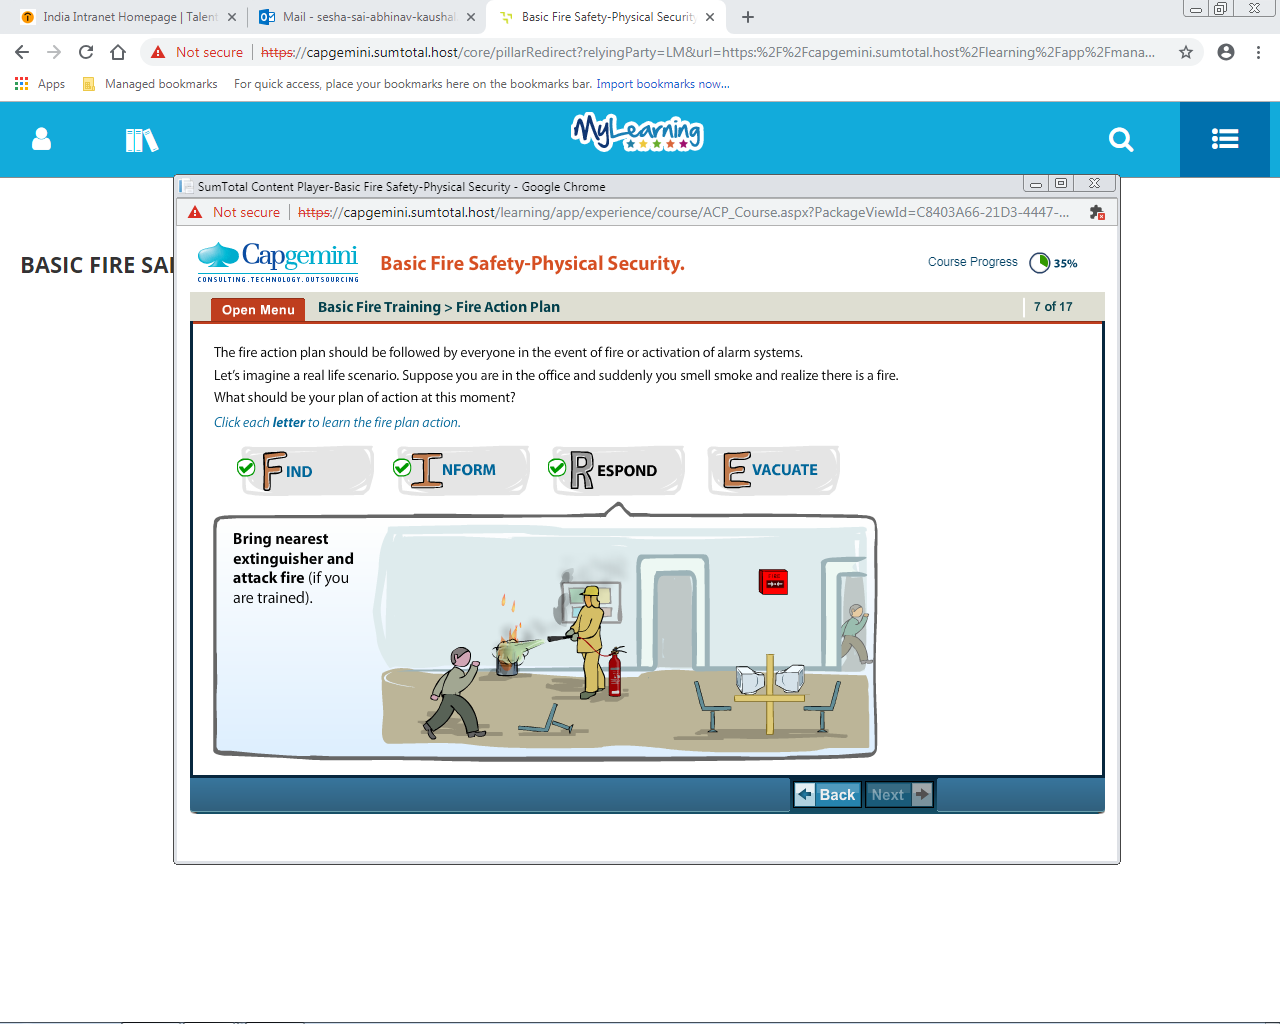 India Intranet Homepage | Talent
Mail - sesha-sai-abhinav-kaushal
Basic Fire Safety-Physical Security
Not secure
https://capgemini.sumtotal.host/core/pillarRedirect?relyingParty=LM&url=https:%2F%2Fcapgemini.sumtotal.host%2Flearning%2Fapp%2Fmana...
Apps
Managed bookmarks
For quick access, place your bookmarks here on the bookmarks bar. Import bookmarks now...
MyLearning
SumTotal Content Player-Basic Fire Safety-Physical Security - Google Chrome
Not secure
https://capgemini.sumtotal.host/learning/app/experience/course/ACP_Course.aspx?PackageViewId=C8403A66-21D3-4447-...
BASIC FIRE SAF
Capgemini
CONSULTING.TECHNOLOGY.OUTSOURCING
Basic Fire Safety-Physical Security.
Course Progress
35%
Open Menu
Basic Fire Training > Fire Action Plan
7 of 17
The fire action plan should be followed by everyone in the event of fire or activation of alarm systems.
Let's imagine a real life scenario. Suppose you are in the office and suddenly you smell smoke and realize there is a fire.
What should be your plan of action at this moment?
Click each letter to learn the fire plan action.
FIND
INFORM
RESPOND
EVACUATE
Bring nearest
extinguisher and
attack fire (if you
are trained).
Back
Next